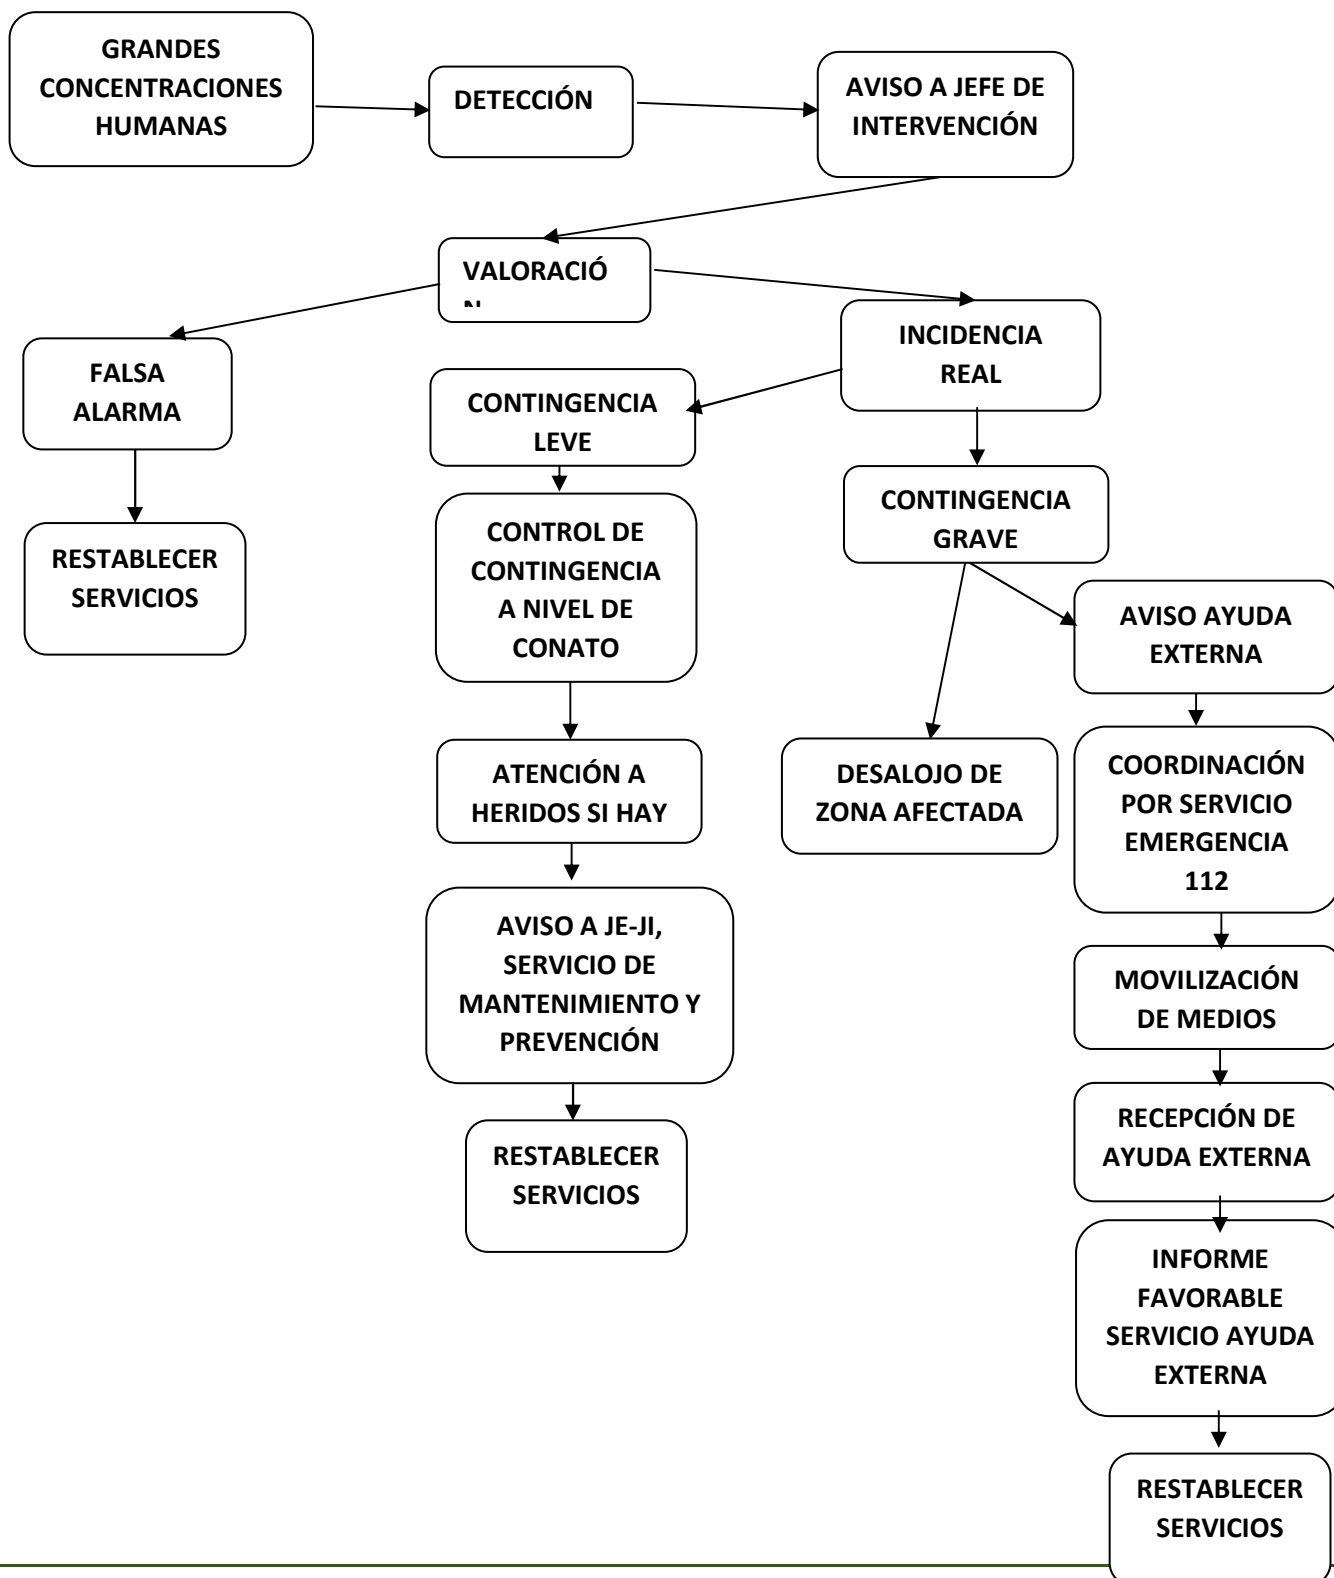 GRANDES
CONCENTRACIONES
HUMANAS
DETECCIÓN
AVISO A JEFE DE
INTERVENCIÓN
VALORACIÓ
N
FALSA
ALARMA
INCIDENCIA
REAL
CONTINGENCIA
LEVE
CONTINGENCIA
GRAVE
RESTABLECER
SERVICIOS
CONTROL DE
CONTINGENCIA
A NIVEL DE
CONATO
AVISO AYUDA
EXTERNA
ATENCIÓN A
HERIDOS SI HAY
DESALOJO DE
ZONA AFECTADA
COORDINACIÓN
POR SERVICIO
EMERGENCIA
112
AVISO A JE-JI,
SERVICIO DE
MANTENIMIENTO Y
PREVENCIÓN
MOVILIZACIÓN
DE MEDIOS
RECEPCIÓN DE
AYUDA EXTERNA
RESTABLECER
SERVICIOS
INFORME
FAVORABLE
SERVICIO AYUDA
EXTERNA
RESTABLECER
SERVICIOS